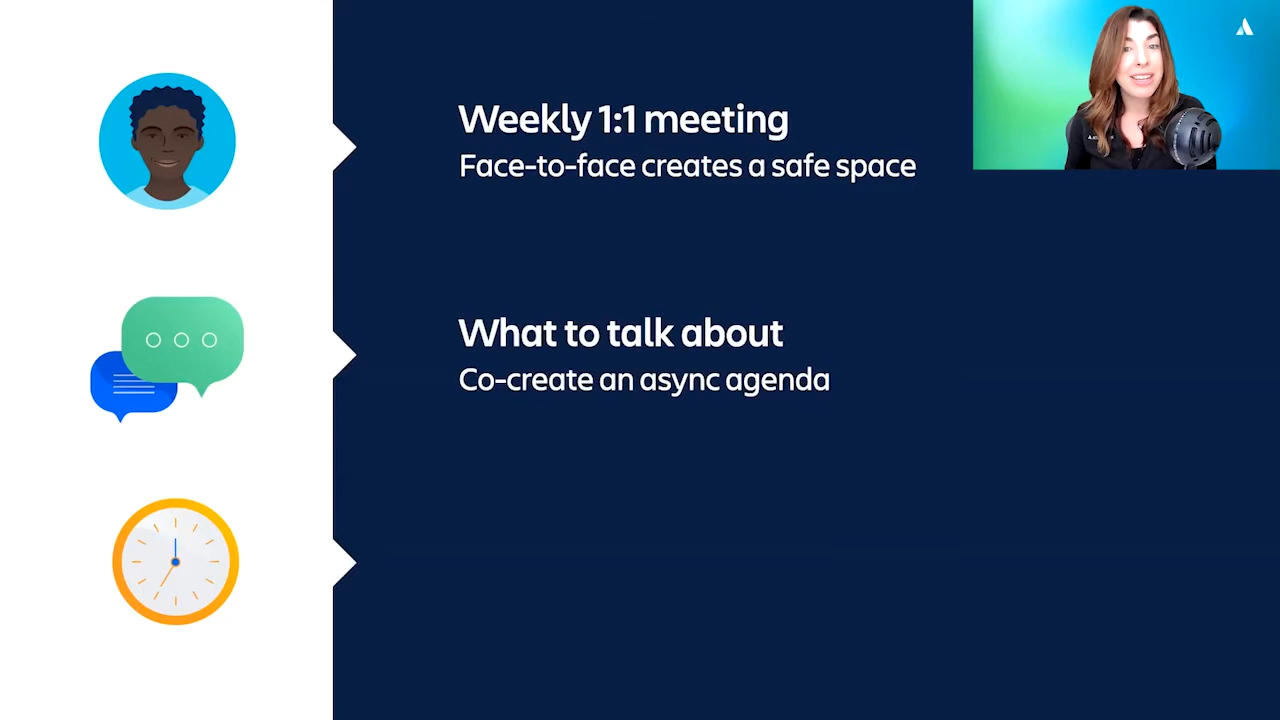 Weekly 1:1 meeting
Face-to-face creates a safe space
What to talk about
Co-create an async agenda